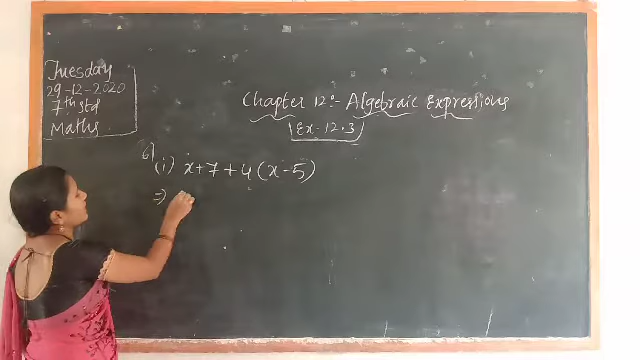 Tuesday
29-12-2020
7th Std
Maths
Chapter 12:- Algebraic Expressions
(Ex-12.3)
6)
(i) x+7+4(x-5)
=>